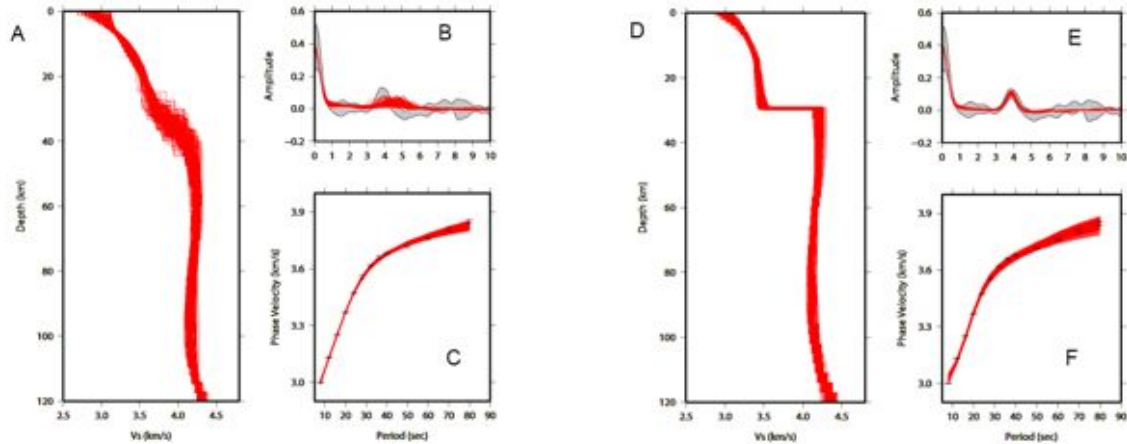 A
0
20
40
60
80
100
120
Depth (km)
2.5 3.0 3.5 4.0 4.5
Vs (km/s)
B
0.6
0.4
0.2
0.0
−0.2
Amplitude
0 1 2 3 4 5 6 7 8 9 10
C
3.9
3.6
3.3
3.0
Phase Velocity (km/s)
0 10 20 30 40 50 60 70 80 90
Period (sec)
D
0
20
40
60
80
100
120
Depth (km)
2.5 3.0 3.5 4.0 4.5
Vs (km/s)
E
0.6
0.4
0.2
0.0
−0.2
Amplitude
0 1 2 3 4 5 6 7 8 9 10
F
3.9
3.6
3.3
3.0
Phase Velocity (km/s)
0 10 20 30 40 50 60 70 80 90
Period (sec)